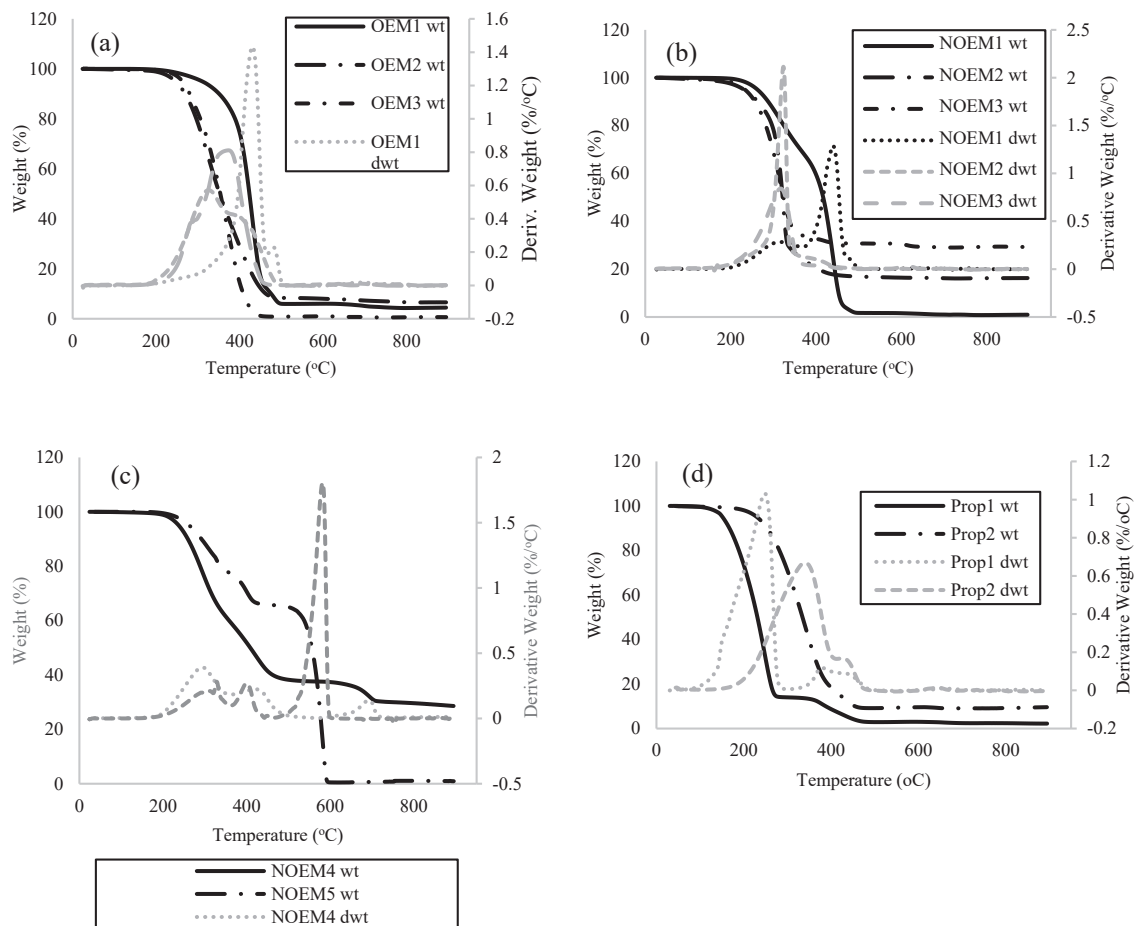 (a)
120
100
80
60
40
20
0
Weight (%)
0 200 400 600 800
Temperature (°C)
1.6
1.4
1.2
1
0.8
0.6
0.4
0.2
0
-0.2
Deriv. Weight (%/°C)
OEM1 wt
OEM2 wt
OEM3 wt
OEM1
dwt
(b)
120
100
80
60
40
20
0
Weight (%)
0 200 400 600 800
Temperature (°C)
2.5
2
1.5
1
0.5
0
-0.5
Derivative Weight (%/°C)
NOEM1 wt
NOEM2 wt
NOEM3 wt
NOEM1 dwt
NOEM2 dwt
NOEM3 dwt
(c)
120
100
80
60
40
20
0
Weight (%)
0 200 400 600 800
Temperature (°C)
2
1.5
1
0.5
0
-0.5
Derivative Weight (%/°C)
NOEM4 wt
NOEM5 wt
NOEM4 dwt
(d)
120
100
80
60
40
20
0
Weight (%)
0 200 400 600 800
Temperature (oC)
1.2
1
0.8
0.6
0.4
0.2
0
-0.2
Derivative Weight (%/oC)
Prop1 wt
Prop2 wt
Prop1 dwt
Prop2 dwt